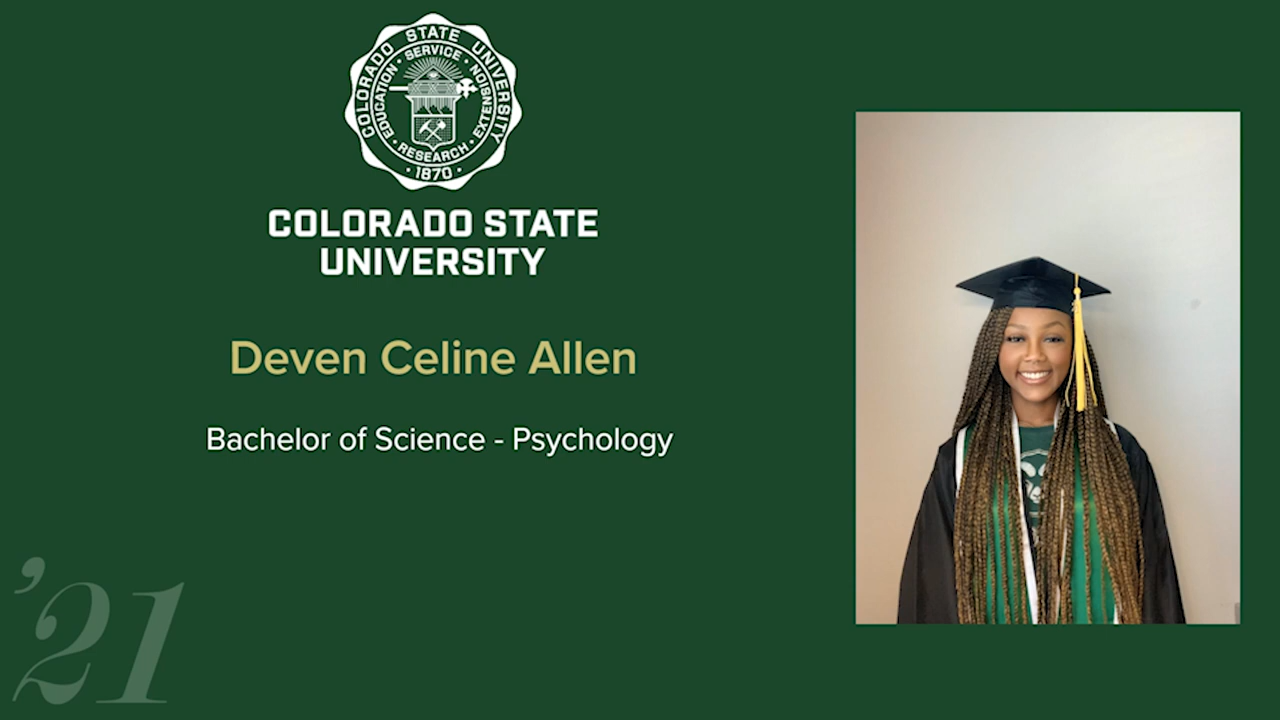 COLORADO STATE UNIVERSITY
EDUCATION • SERVICE • EXTENSION
• RESEARCH •
• 1870 •
COLORADO STATE
UNIVERSITY
Deven Celine Allen
Bachelor of Science - Psychology
’21